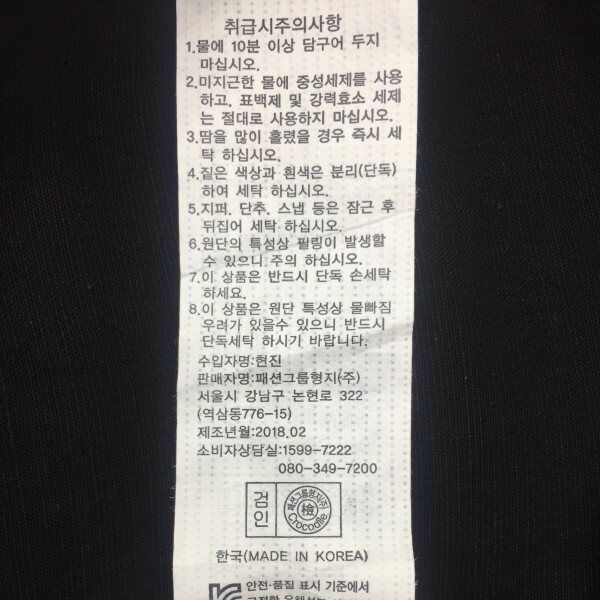 취급시주의사항
1.물에 10분 이상 담구어 두지
마십시오.
2.미지근한 물에 중성세제를 사용
하고. 표백제 및 강력효소 세제
는 절대로 사용하지 마십시오.
3.땀을 많이 흘렸을 경우 즉시 세
탁 하십시오.
4.짙은 색상과 흰색은 분리(단독)
하여 세탁 하십시오.
5.지퍼. 단추. 스냅 등은 잠근 후
뒤집어 세탁 하십시오.
6.원단의 특성상 필링이 발생할
수 있으니 주의 하십시오.
7.이 상품은 반드시 단독 손세탁
하세요.
8.이 상품은 원단 특성상 물빠짐
우려가 있을수 있으니 반드시
단독세탁 하시기 바랍니다.
수입자명:현진
판매자명:패션그룹형지(주)
서울시 강남구 논현로 322
(역삼동776-15)
제조년월:2018.02
소비자상담실:1599-7222
080-349-7200
검인
패션그룹형지(주)
檢
Crocodile
한국(MADE IN KOREA)
안전·품질 표시 기준에서